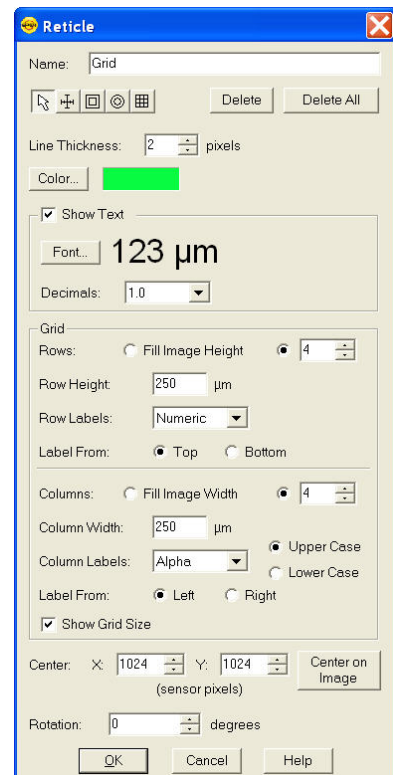 Reticle
Name: Grid
Delete Delete All
Line Thickness: 2 pixels
Color...
Show Text
Font... 123 µm
Decimals: 1.0
Grid
Rows: Fill Image Height 4
Row Height: 250 µm
Row Labels: Numeric
Label From: Top Bottom
Columns: Fill Image Width 4
Column Width: 250 µm
Upper Case
Column Labels: Alpha
Lower Case
Label From: Left Right
Show Grid Size
Center: X: 1024 Y: 1024 Center on
Image
(sensor pixels)
Rotation: 0 degrees
OK Cancel Help